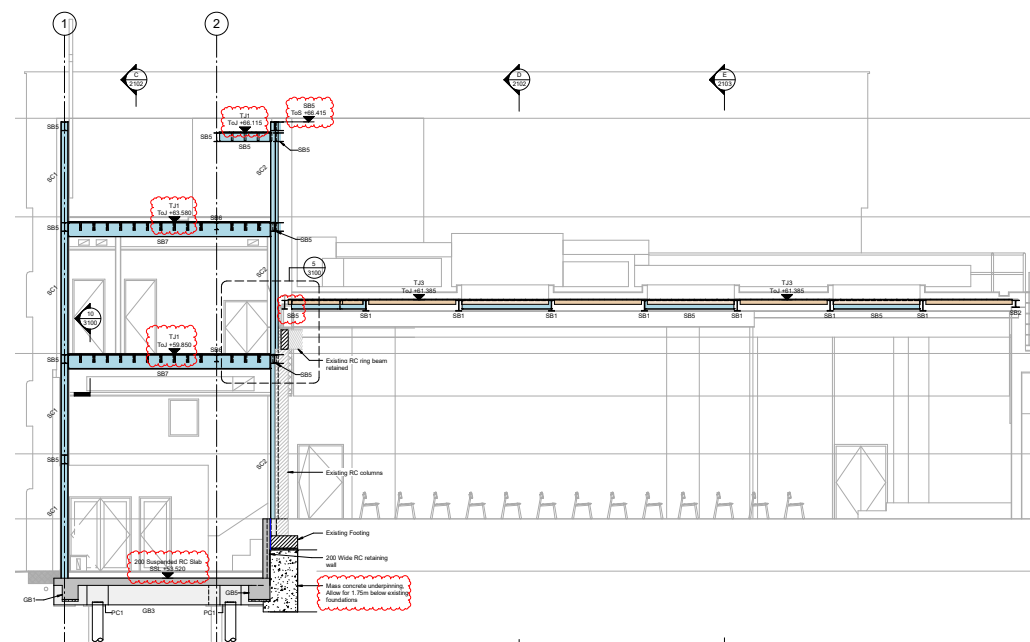 1
2
C
2102
D
2102
E
2103
SB5
ToS +66.415
TJ1
ToJ +66.115
SB5
SB5
SB5
SB5
SC1
SC2
TJ1
ToJ +63.580
SB6
SB5
SB5
SB7
5
3100
SC2
TJ3
ToJ +61.385
TJ3
ToJ +61.385
SC1
SB5
SB1
SB1
SB1
SB5
SB1
SB1
SB5
SB1
SB2
10
3100
TJ1
ToJ +59.850
SB6
SB5
SB7
SB5
Existing RC ring beam
retained
SC1
SC2
SB5
Existing RC columns
SC1
Existing Footing
200 Wide RC retaining
wall
200 Suspended RC Slab
SSL +53.520
Mass concrete underpinning,
Allow for 1.75m below existing
foundations
GB1
GB5
PC1
GB3
PC1